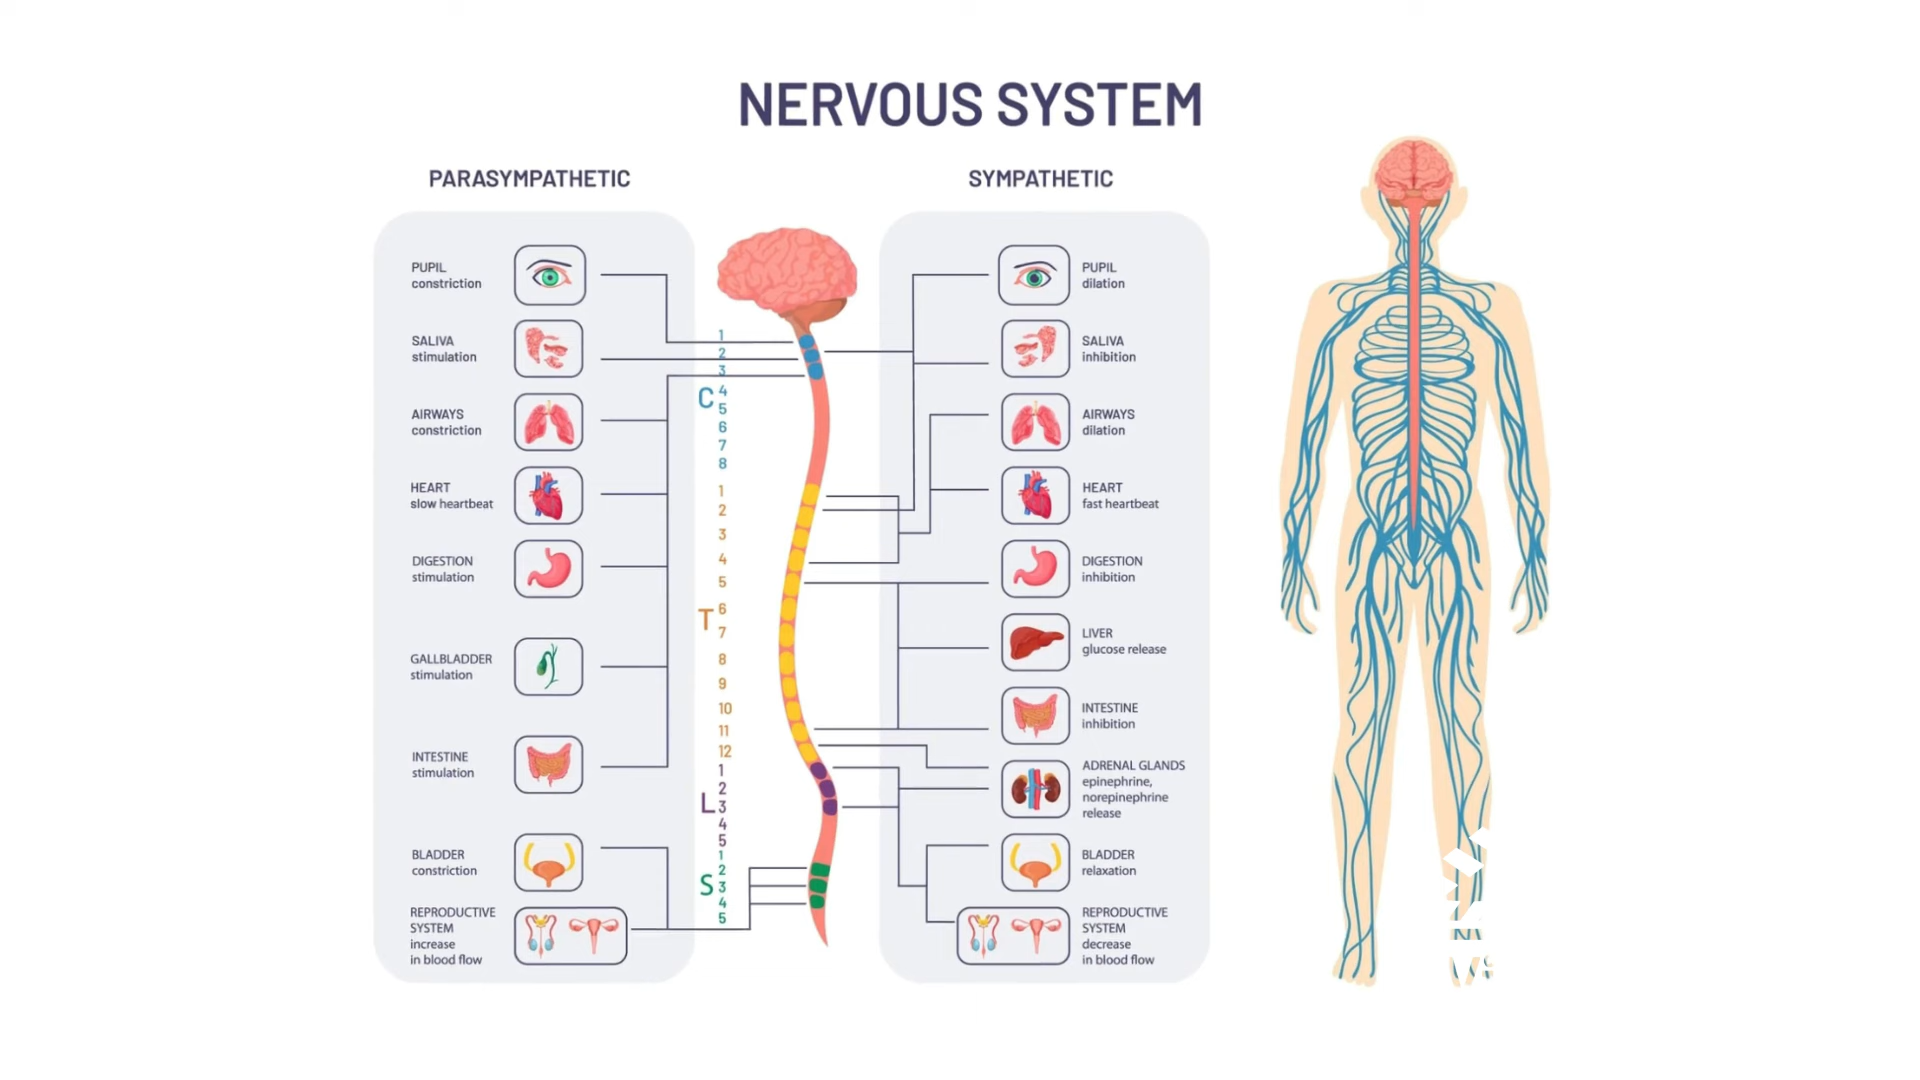 NERVOUS SYSTEM
PARASYMPATHETIC
PUPIL
constriction
SALIVA
stimulation
AIRWAYS
constriction
HEART
slow heartbeat
DIGESTION
stimulation
GALLBLADDER
stimulation
INTESTINE
stimulation
BLADDER
constriction
REPRODUCTIVE
SYSTEM
increase
in blood flow
C
1
2
3
4
5
6
7
8
T
1
2
3
4
5
6
7
8
9
10
11
12
L
1
2
3
4
5
S
1
2
3
4
5
SYMPATHETIC
PUPIL
dilation
SALIVA
inhibition
AIRWAYS
dilation
HEART
fast heartbeat
DIGESTION
inhibition
LIVER
glucose release
INTESTINE
inhibition
ADRENAL GLANDS
epinephrine,
norepinephrine
release
BLADDER
relaxation
REPRODUCTIVE
SYSTEM
decrease
in blood flow